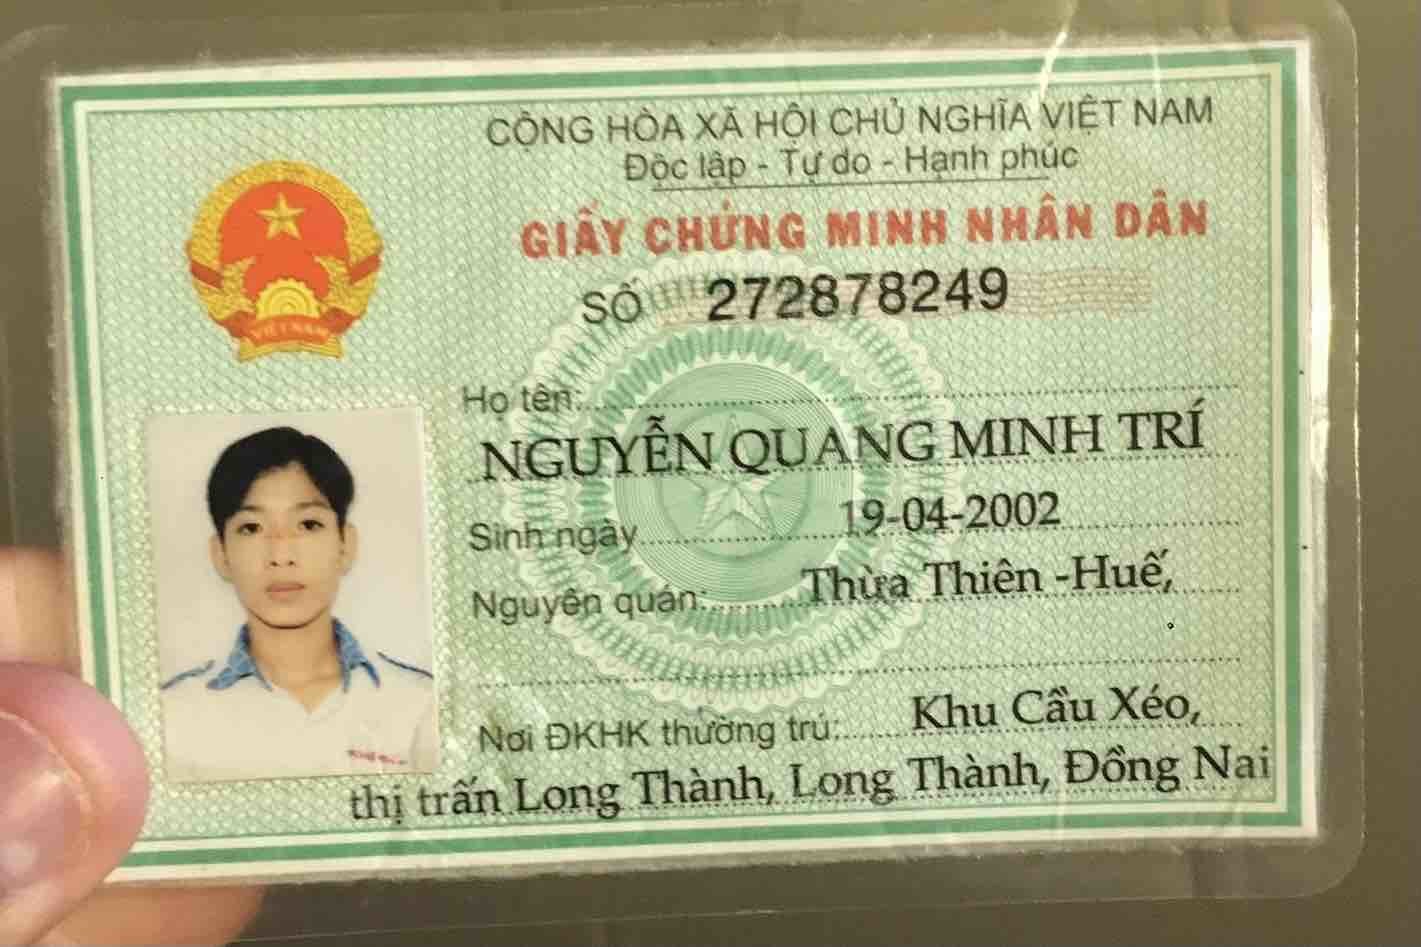 CỘNG HÒA XÃ HỘI CHỦ NGHĨA VIỆT NAM
Độc lập - Tự do - Hạnh phúc
GIẤY CHỨNG MINH NHÂN DÂN
SỐ 272878249
VIỆT NAM
Họ tên:
NGUYỄN QUANG MINH TRÍ
Sinh ngày 19-04-2002
Nguyên quán: Thừa Thiên -Huế,
Nơi ĐKHK thường trú: Khu Cầu Xéo,
thị trấn Long Thành, Long Thành, Đồng Nai